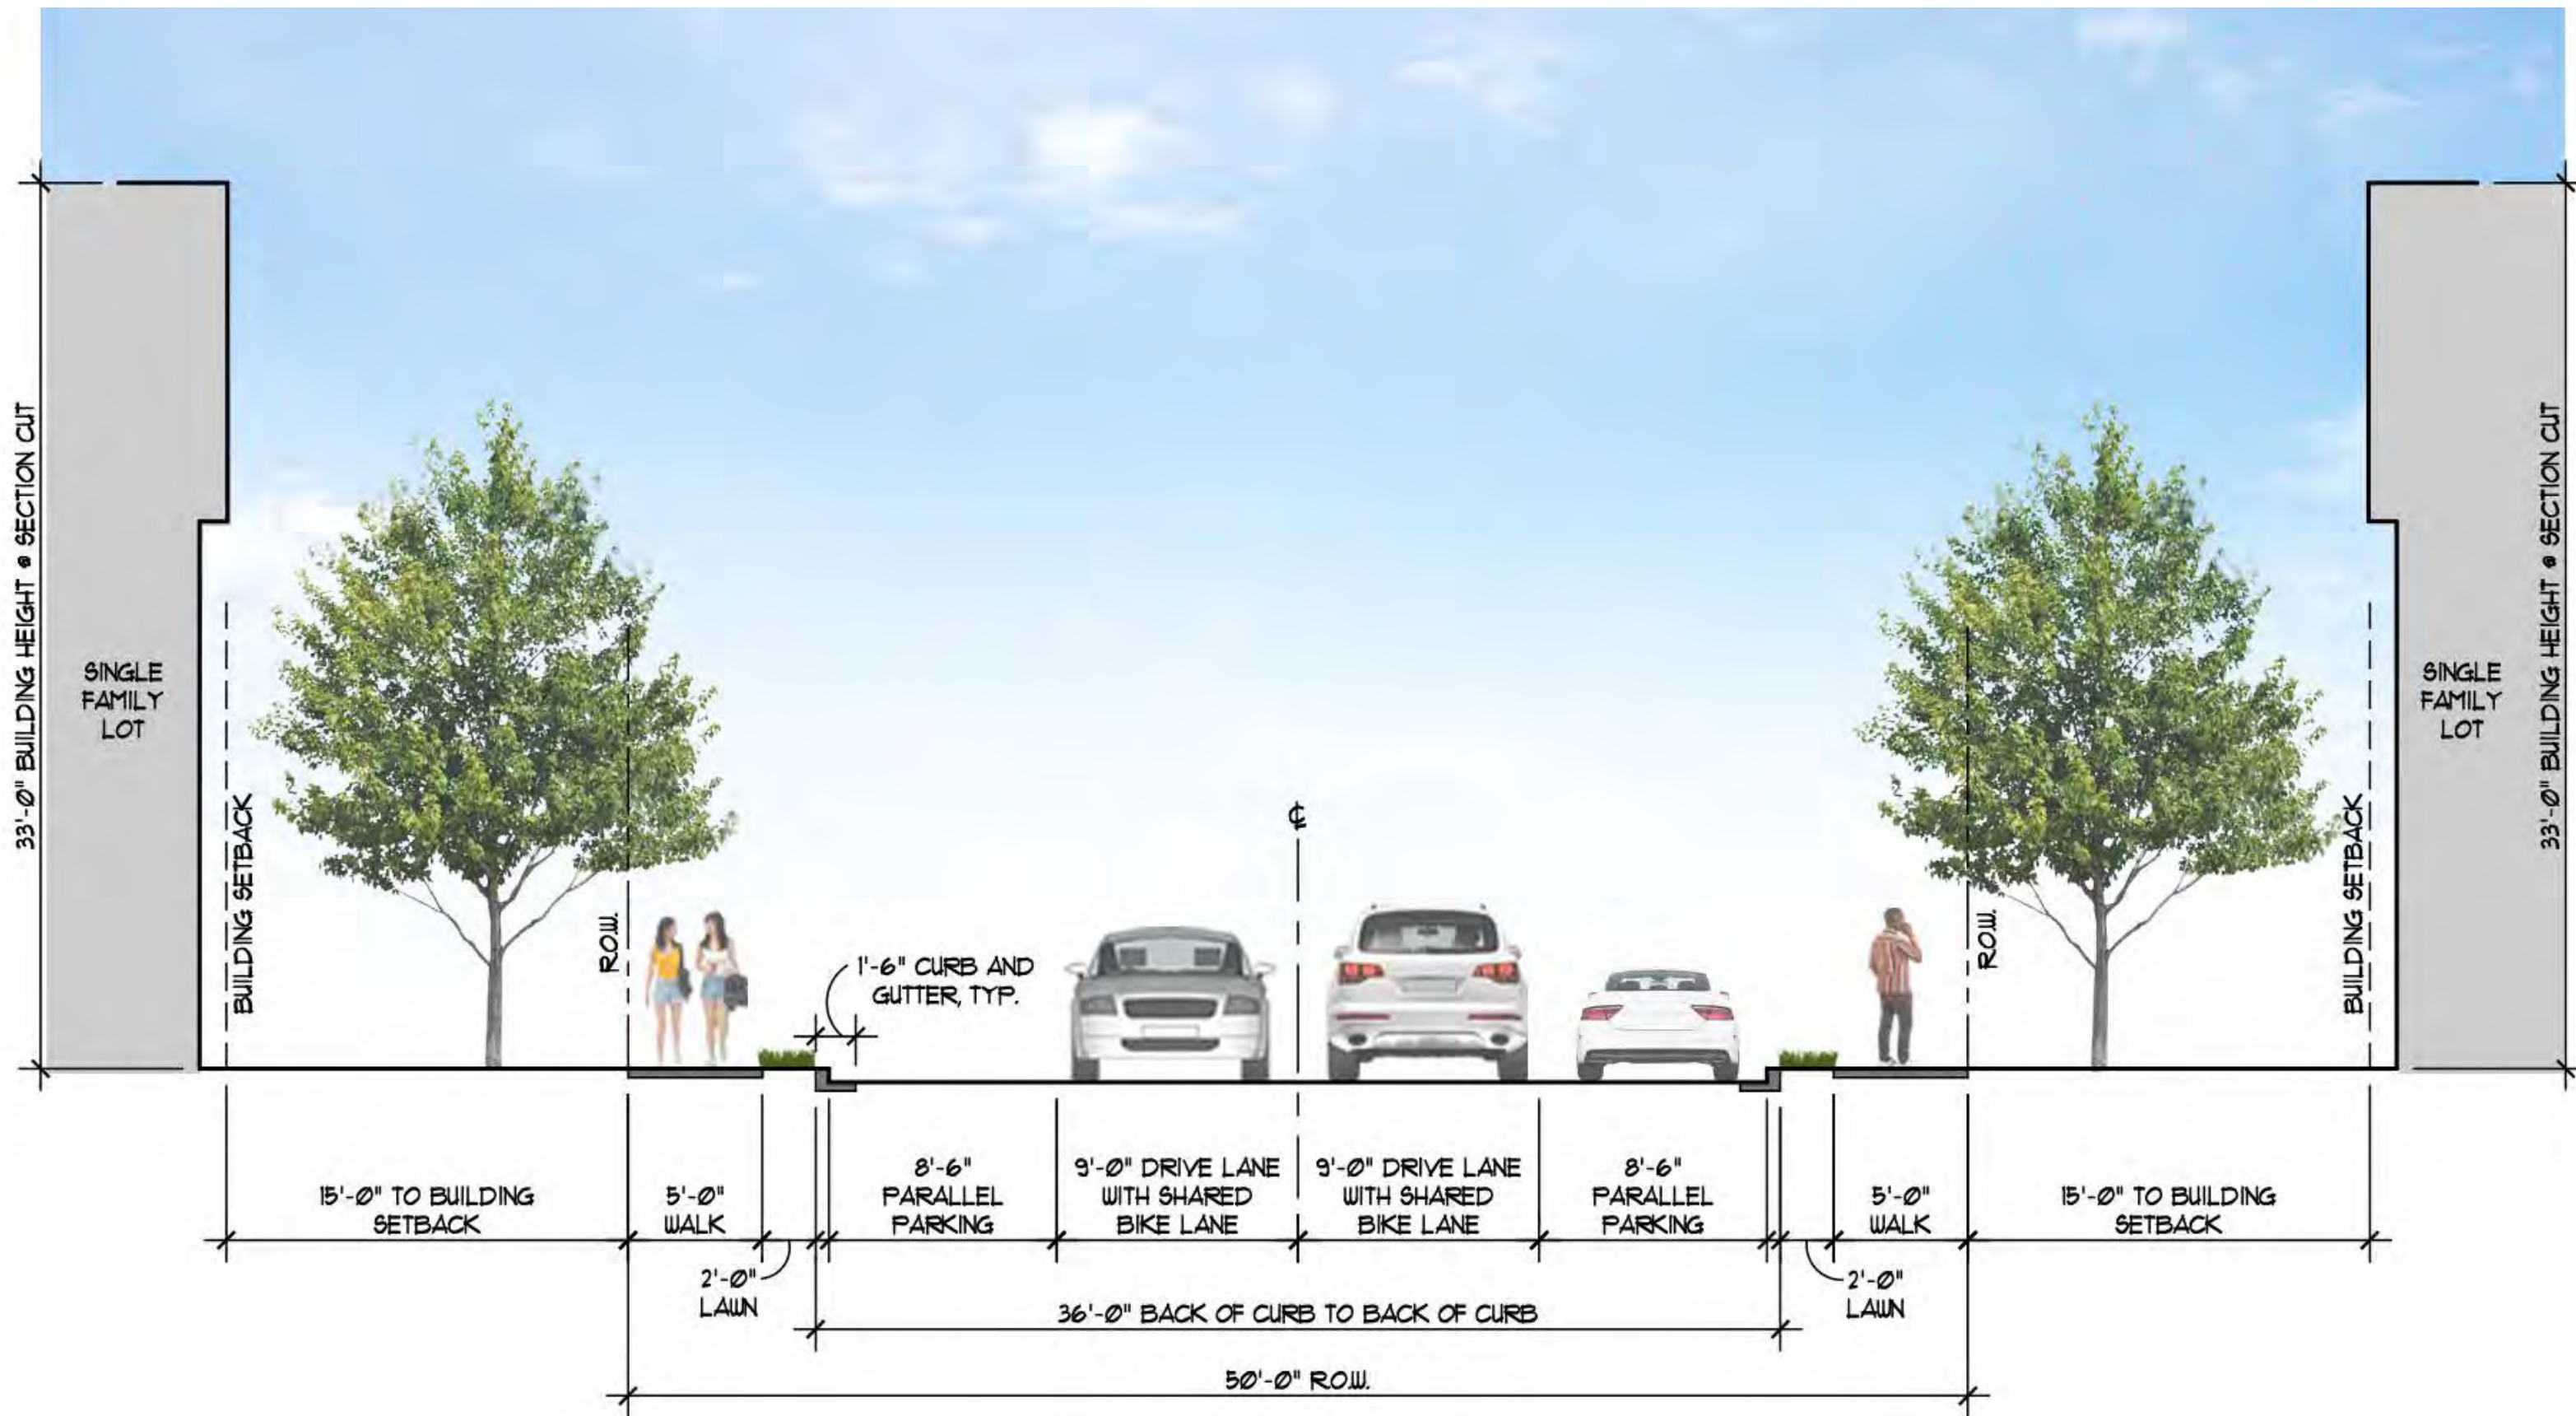 33'-0" BUILDING HEIGHT @ SECTION CUT
SINGLE
FAMILY
LOT
BUILDING SETBACK
R.O.W.
1'-6" CURB AND
GUTTER, TYP.
℄
R.O.W.
BUILDING SETBACK
SINGLE
FAMILY
LOT
33'-0" BUILDING HEIGHT @ SECTION CUT
15'-0" TO BUILDING
SETBACK
5'-0"
WALK
2'-0"
LAWN
8'-6"
PARALLEL
PARKING
9'-0" DRIVE LANE
WITH SHARED
BIKE LANE
9'-0" DRIVE LANE
WITH SHARED
BIKE LANE
8'-6"
PARALLEL
PARKING
5'-0"
WALK
2'-0"
LAWN
15'-0" TO BUILDING
SETBACK
36'-0" BACK OF CURB TO BACK OF CURB
50'-0" R.O.W.